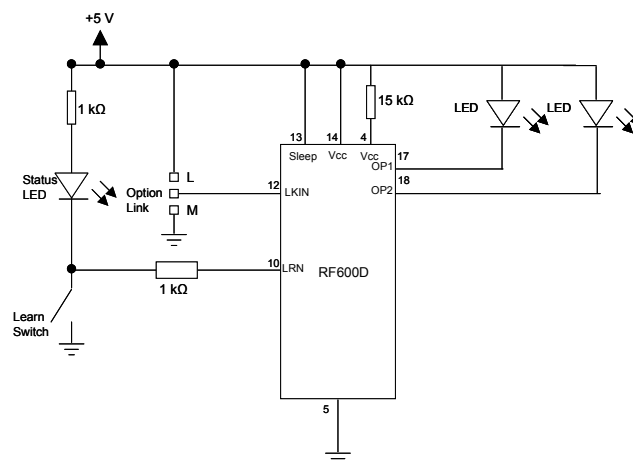 +5 V
1 kΩ
15 kΩ
LED
LED
13
14
4
Sleep
Vcc
Vcc
17
OP1
18
OP2
Status
LED
Option
Link
L
M
12
LKIN
10
LRN
RF600D
1 kΩ
Learn
Switch
5